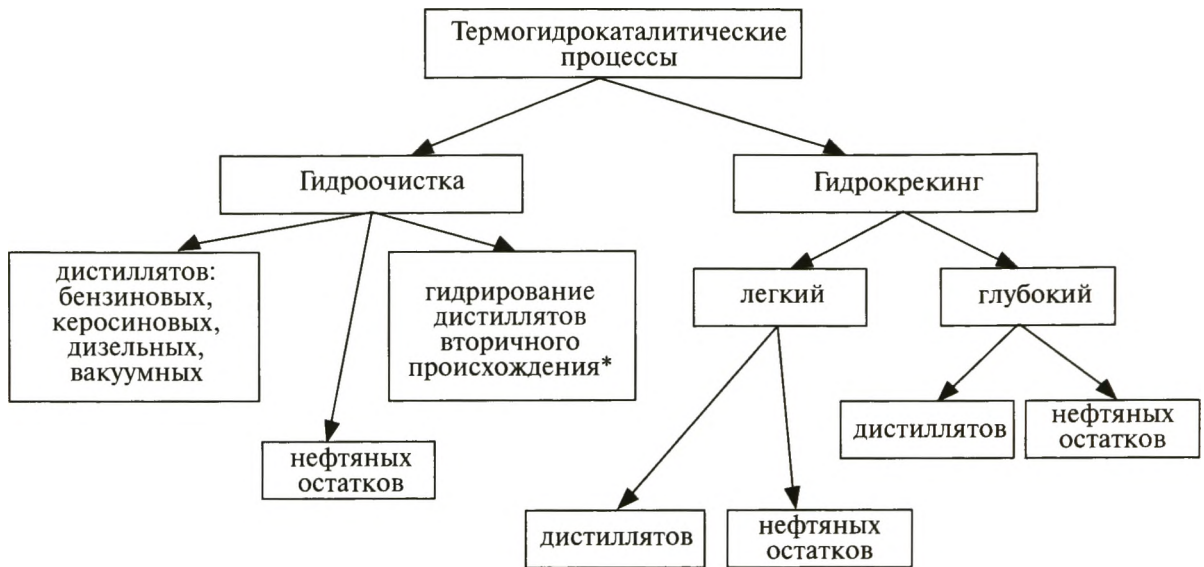 Термогидрокаталитические
процессы
Гидроочистка
Гидрокрекинг
дистиллятов:
бензиновых,
керосиновых,
дизельных,
вакуумных
гидрирование
дистиллятов
вторичного
происхождения*
легкий
глубокий
нефтяных
остатков
дистиллятов
нефтяных
остатков
дистиллятов
нефтяных
остатков